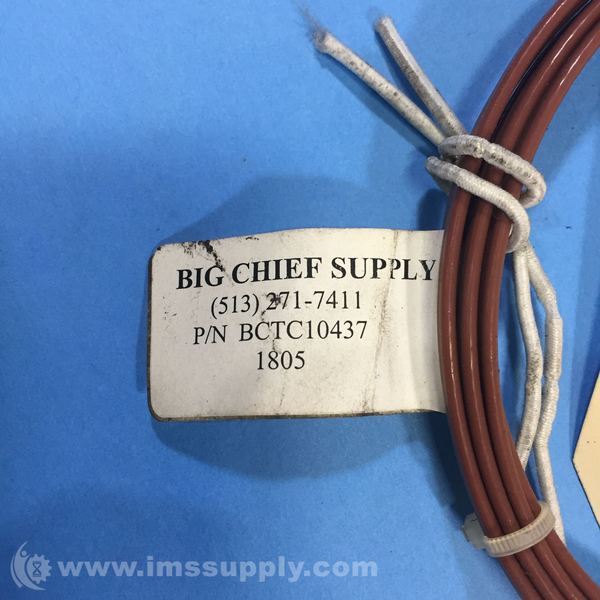 BIG CHIEF SUPPLY
(513) 271-7411
P/N BCTC10437
1805
www.imssupply.com